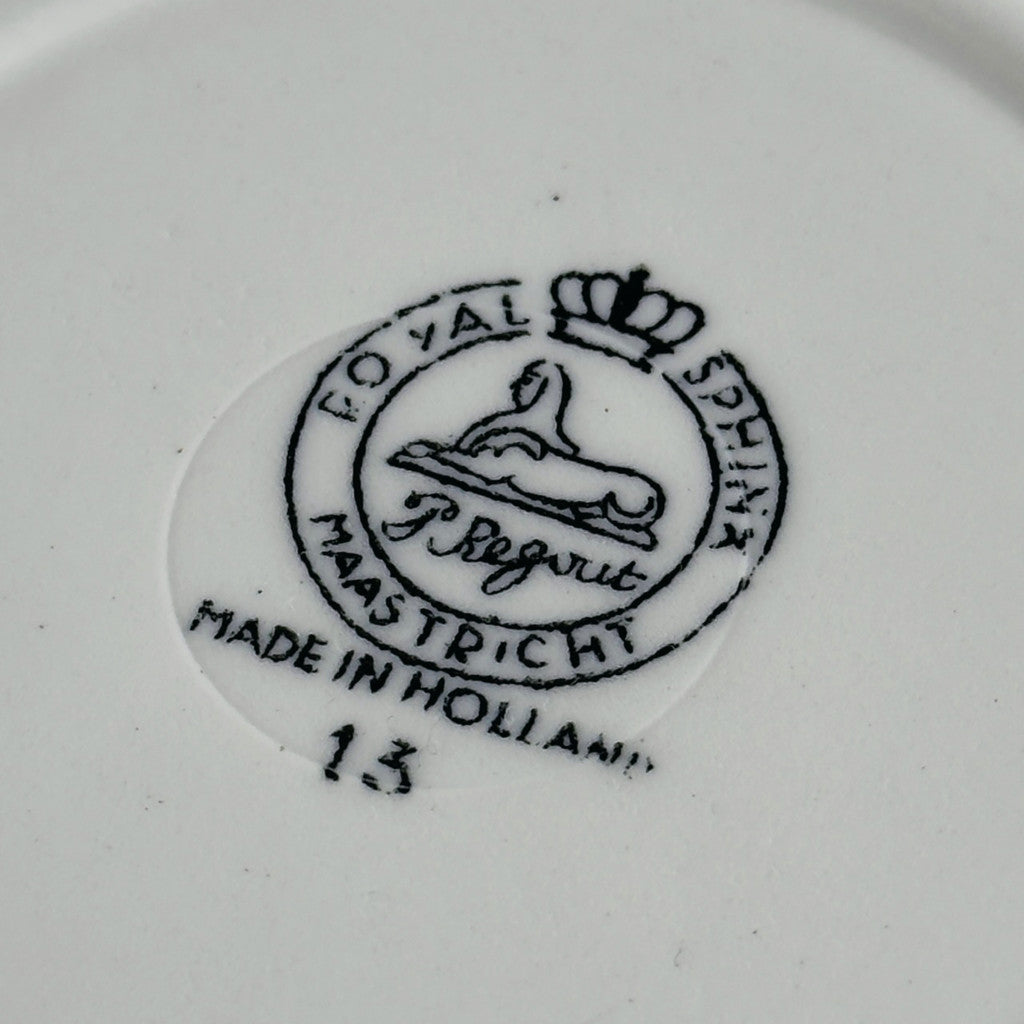 ROYAL SPHINX
P. Regout
MAASTRICHT
MADE IN HOLLAND
13